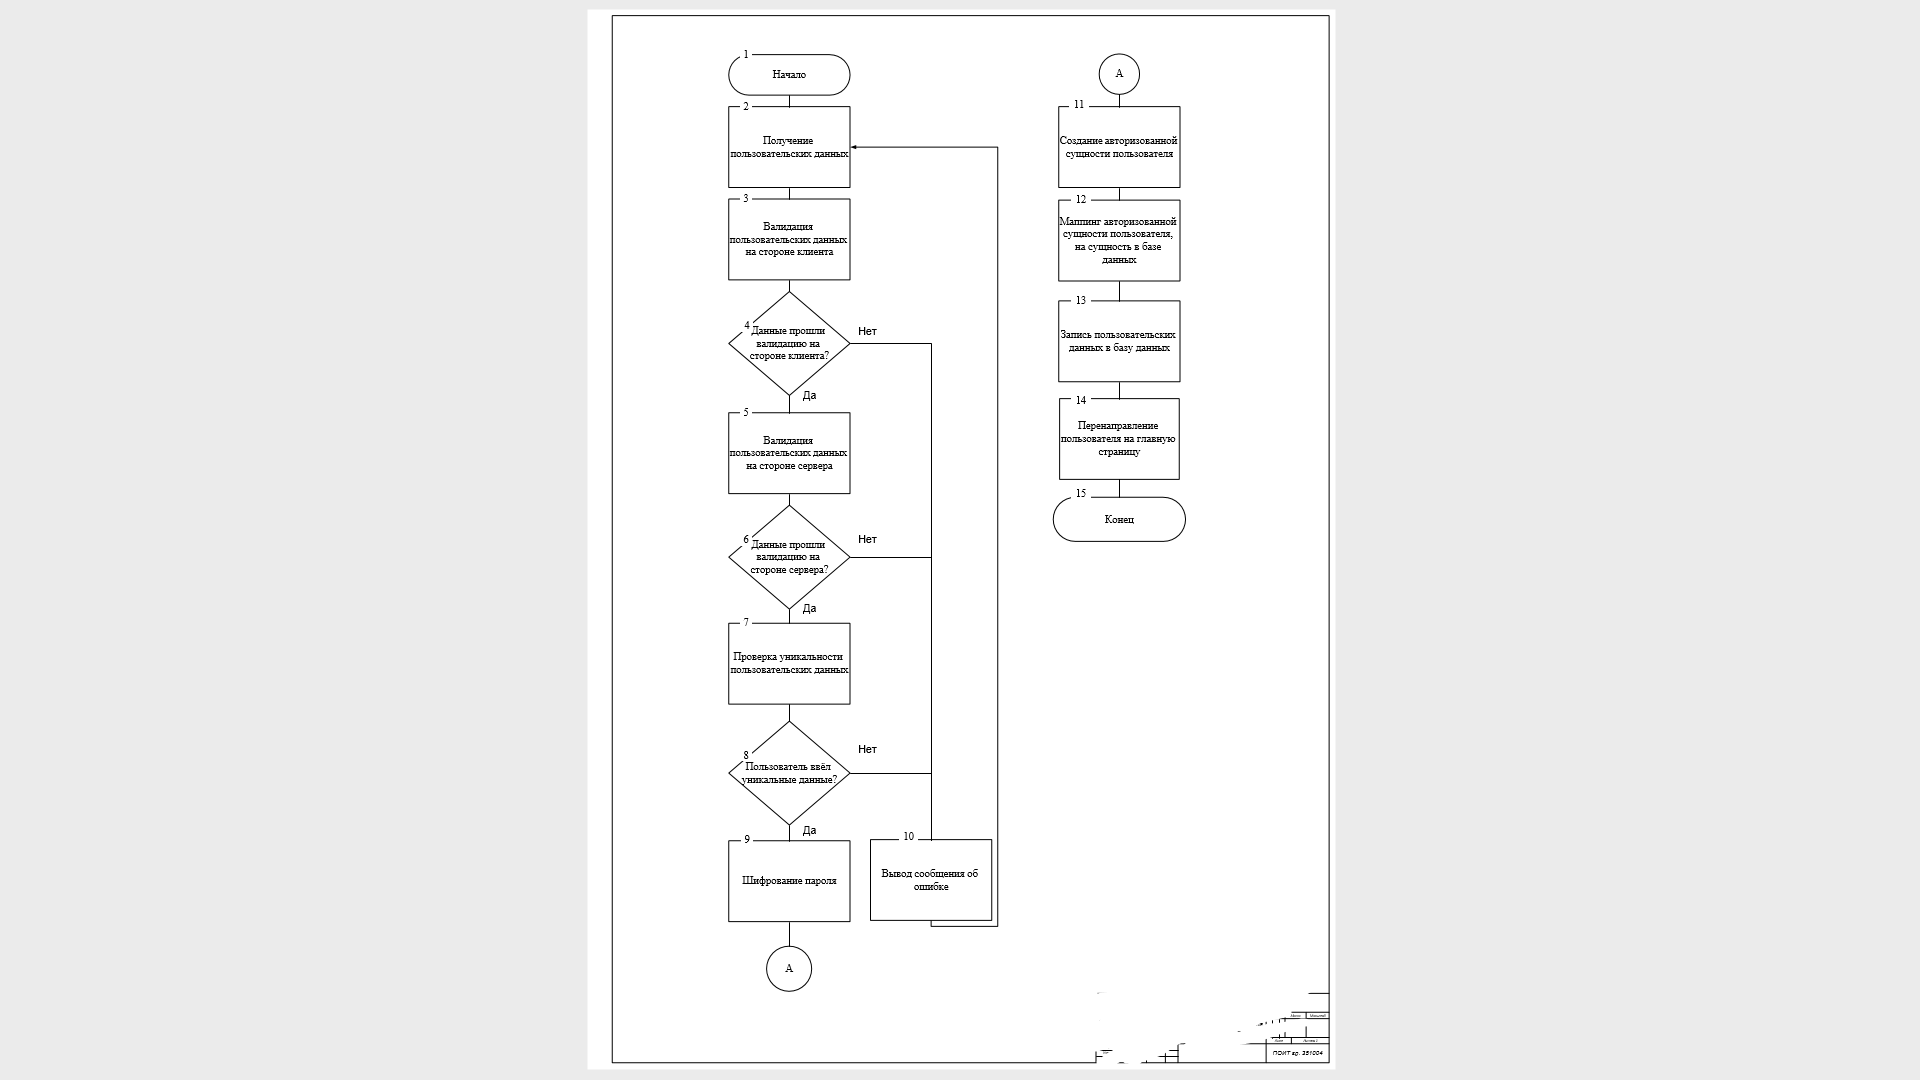 1
Начало
2
Получение
пользовательских данных
3
Валидация
пользовательских данных
на стороне клиента
4
Данные прошли
валидацию на
стороне клиента?
Нет
Да
5
Валидация
пользовательских данных
на стороне сервера
6
Данные прошли
валидацию на
стороне сервера?
Нет
Да
7
Проверка уникальности
пользовательских данных
8
Пользователь ввёл
уникальные данные?
Нет
Да
9
Шифрование пароля
10
Вывод сообщения об
ошибке
А
А
11
Создание авторизованной
сущности пользователя
12
Маппинг авторизованной
сущности пользователя,
на сущность в базе
данных
13
Запись пользовательских
данных в базу данных
14
Перенаправление
пользователя на главную
страницу
15
Конец
ПОИТ гр. 351004